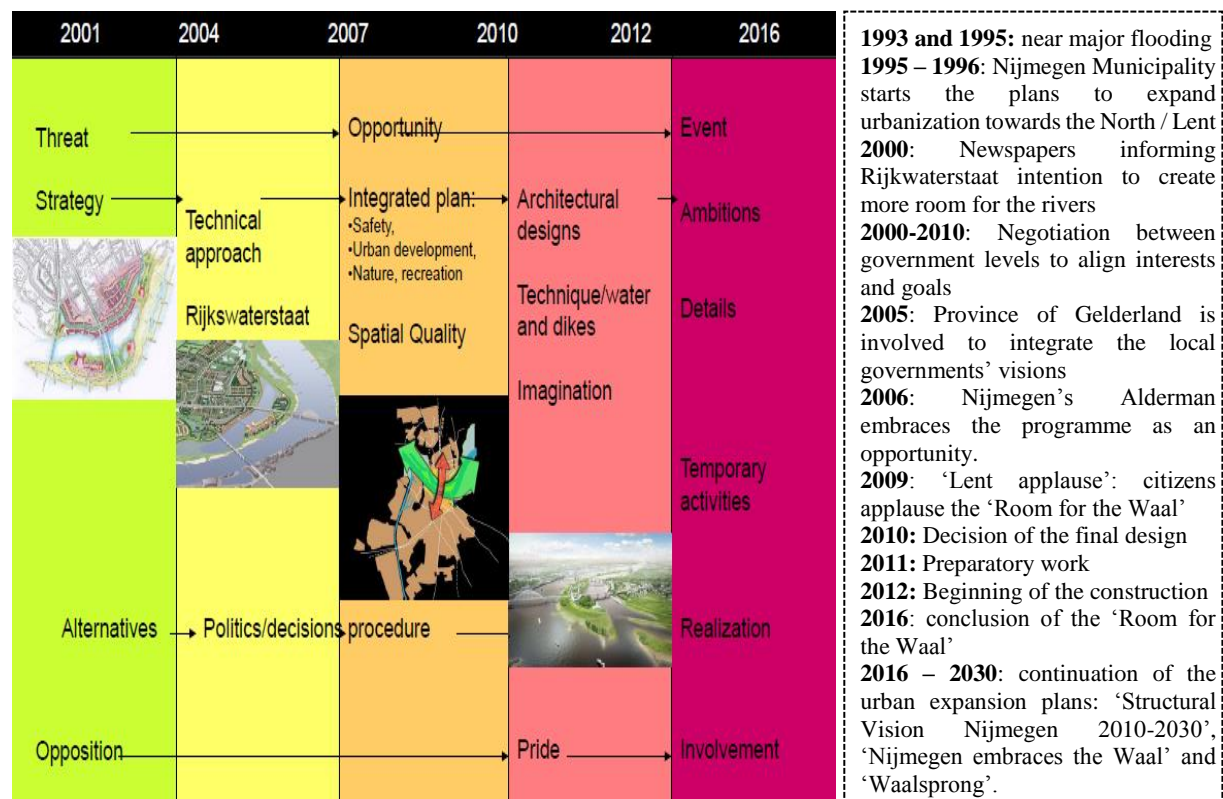 2001 2004 2007 2010 2012 2016
Threat
Strategy
Alternatives
Opposition
Technical
approach
Rijkswaterstaat
Politics/decisions procedure
Opportunity
Integrated plan:
•Safety,
•Urban development,
•Nature, recreation
Spatial Quality
Architectural
designs
Technique/water
and dikes
Imagination
Pride
Event
Ambitions
Details
Temporary
activities
Realization
Involvement
1993 and 1995: near major flooding
1995 – 1996: Nijmegen Municipality
starts the plans to expand
urbanization towards the North / Lent
2000: Newspapers informing
Rijkwaterstaat intention to create
more room for the rivers
2000-2010: Negotiation between
government levels to align interests
and goals
2005: Province of Gelderland is
involved to integrate the local
governments’ visions
2006: Nijmegen’s Alderman
embraces the programme as an
opportunity.
2009: ‘Lent applause’: citizens
applause the ‘Room for the Waal’
2010: Decision of the final design
2011: Preparatory work
2012: Beginning of the construction
2016: conclusion of the ‘Room for
the Waal’
2016 – 2030: continuation of the
urban expansion plans: ‘Structural
Vision Nijmegen 2010-2030’,
‘Nijmegen embraces the Waal’ and
‘Waalsprong’.